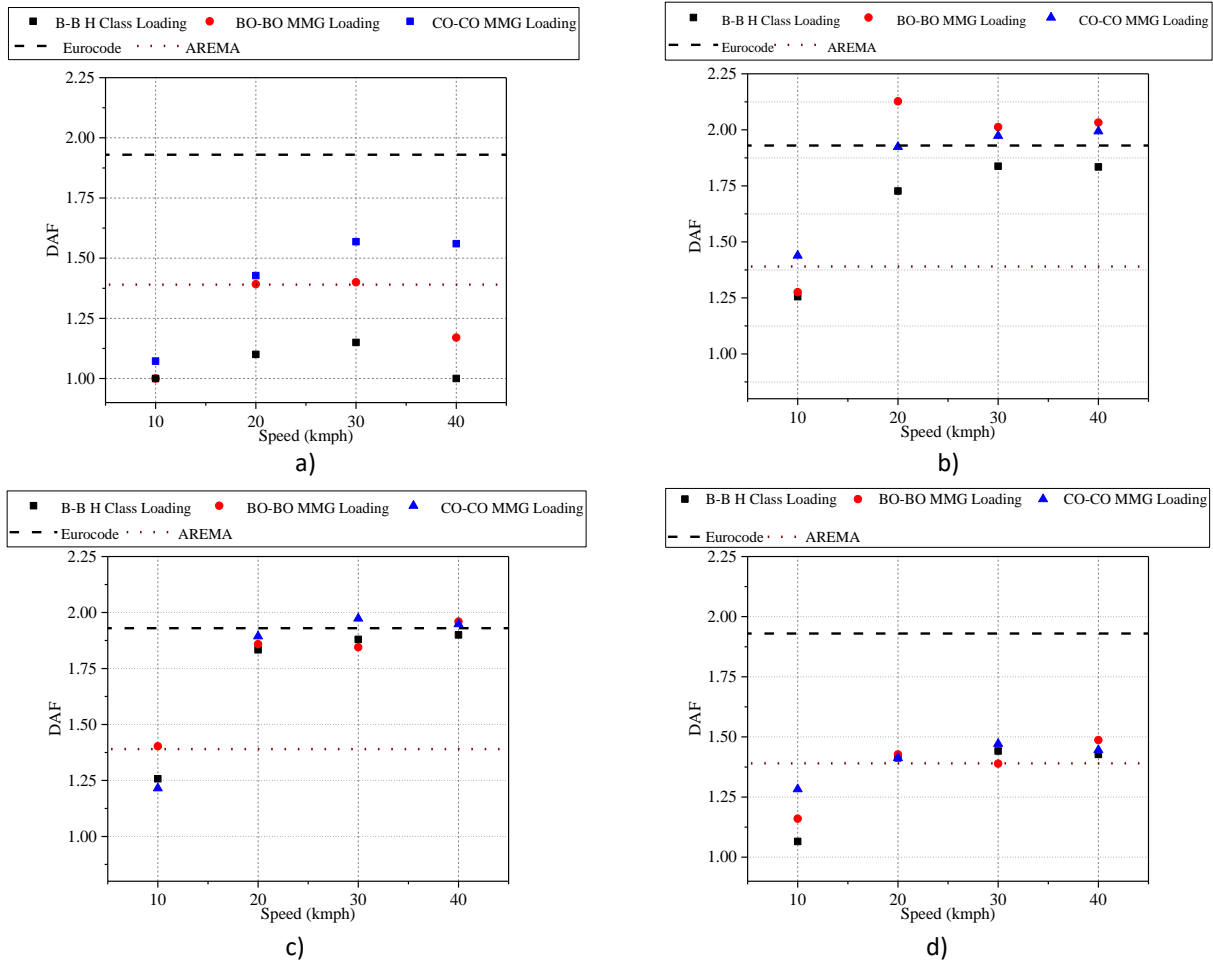 B-B H Class Loading BO-BO MMG Loading CO-CO MMG Loading
Eurocode AREMA
2.25
2.00
1.75
1.50
1.25
1.00
DAF
10 20 30 40
Speed (kmph)
a)
B-B H Class Loading BO-BO MMG Loading CO-CO MMG Loading
Eurocode AREMA
2.25
2.00
1.75
1.50
1.25
1.00
DAF
10 20 30 40
Speed (kmph)
b)
B-B H Class Loading BO-BO MMG Loading CO-CO MMG Loading
Eurocode AREMA
2.25
2.00
1.75
1.50
1.25
1.00
DAF
10 20 30 40
Speed (kmph)
c)
B-B H Class Loading BO-BO MMG Loading CO-CO MMG Loading
Eurocode AREMA
2.25
2.00
1.75
1.50
1.25
1.00
DAF
10 20 30 40
Speed (kmph)
d)